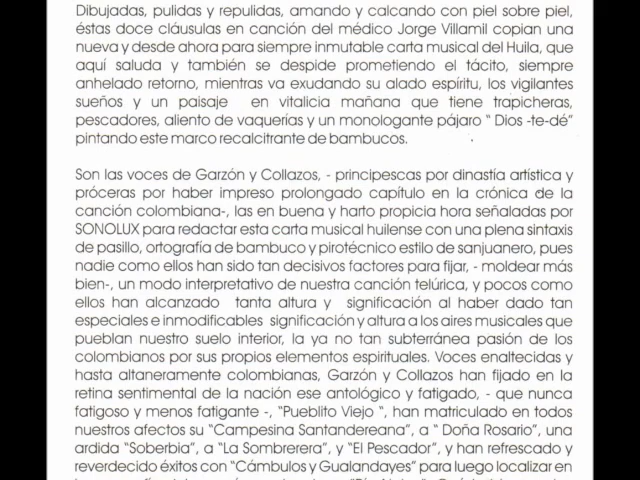 Dibujadas, pulidas y repulidas, amando y calcando con piel sobre piel,
éstas doce cláusulas en canción del médico Jorge Villamil copian una
nueva y desde ahora para siempre inmutable carta musical del Huila, que
aquí saluda y también se despide prometiendo el tácito, siempre
anhelado retorno, mientras va exudando su alado espíritu, los vigilantes
sueños y un paisaje en vitalicia mañana que tiene trapicheras,
pescadores, aliento de vaquerías y un monologante pájaro " Dios -te-dé"
pintando este marco recalcitrante de bambucos.
Son las voces de Garzón y Collazos, - principescas por dinastía artística y
próceras por haber impreso prolongado capítulo en la crónica de la
canción colombiana-, las en buena y harto propicia hora señaladas por
SONOLUX para redactar esta carta musical huilense con una plena sintaxis
de pasillo, ortografía de bambuco y pirotécnico estilo de sanjuanero, pues
nadie como ellos han sido tan decisivos factores para fijar, - moldear más
bien-, un modo interpretativo de nuestra canción telúrica, y pocos como
ellos han alcanzado tanta altura y significación al haber dado tan
especiales e inmodificables significación y altura a los aires musicales que
pueblan nuestro suelo interior, la ya no tan subterránea pasión de los
colombianos por sus propios elementos espirituales. Voces enaltecidas y
hasta altaneramente colombianas, Garzón y Collazos han fijado en la
retina sentimental de la nación ese antológico y fatigado, - que nunca
fatigoso y menos fatigante -, "Pueblito Viejo ", han matriculado en todos
nuestros afectos su "Campesina Santandereana", a " Doña Rosario", una
ardida "Soberbia", a "La Sombrerera", y "El Pescador", y han refrescado y
reverdecido éxitos con "Cámbulos y Gualandayes" para luego localizar en